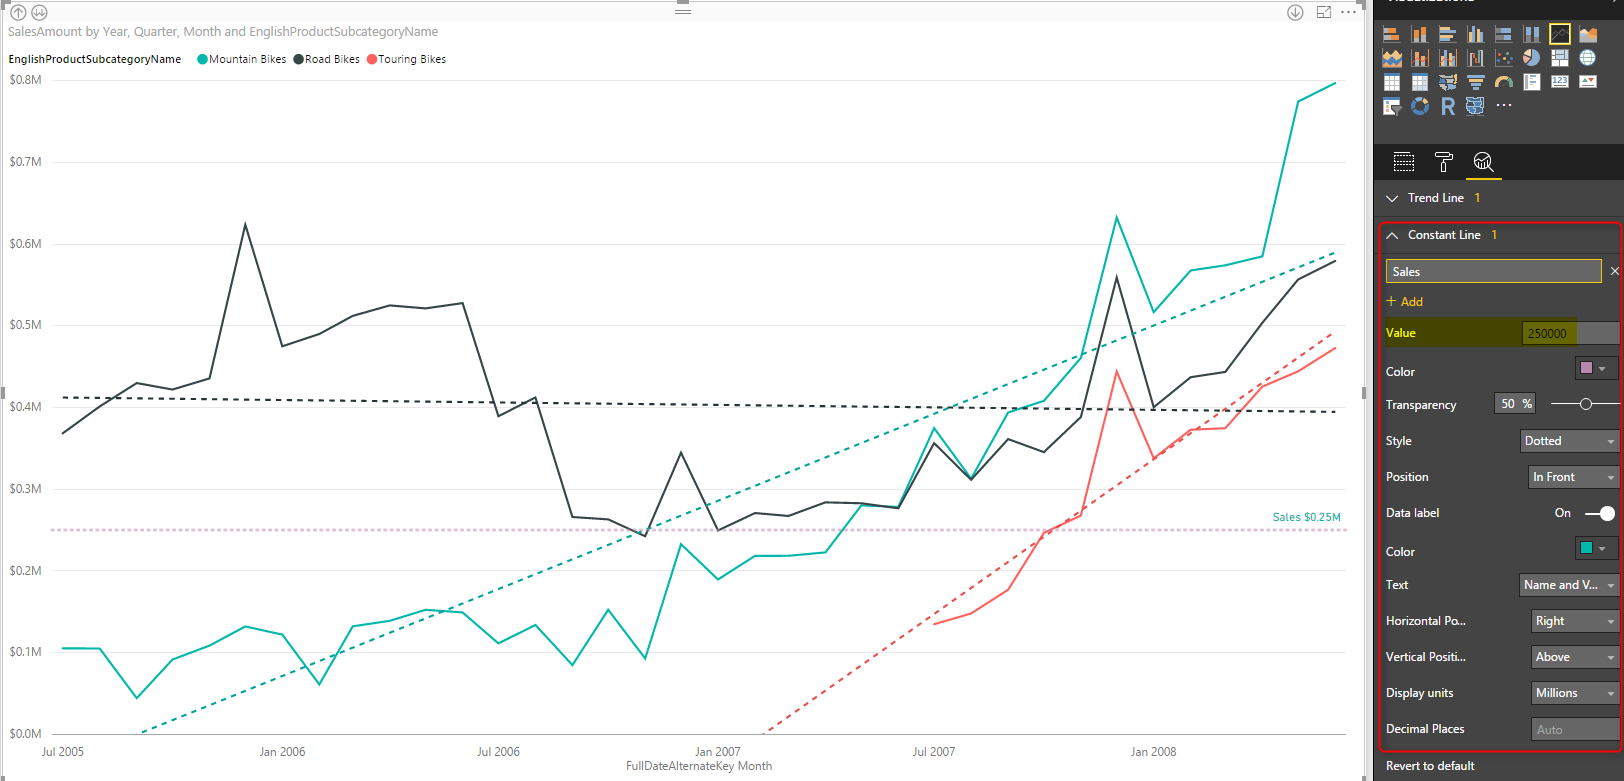 SalesAmount by Year, Quarter, Month and EnglishProductSubcategoryName
EnglishProductSubcategoryName Mountain Bikes Road Bikes Touring Bikes
$0.8M
$0.7M
$0.6M
$0.5M
$0.4M
$0.3M
$0.2M
$0.1M
$0.0M
Sales $0.25M
Jul 2005 Jan 2006 Jul 2006 Jan 2007 Jul 2007 Jan 2008
FullDateAlternateKey Month
R
123
Trend Line 1
Constant Line 1
Sales
+ Add
Value 250000
Color
Transparency 50 %
Style Dotted
Position In Front
Data label On
Color
Text Name and V...
Horizontal Po... Right
Vertical Positi... Above
Display units Millions
Decimal Places Auto
Revert to default